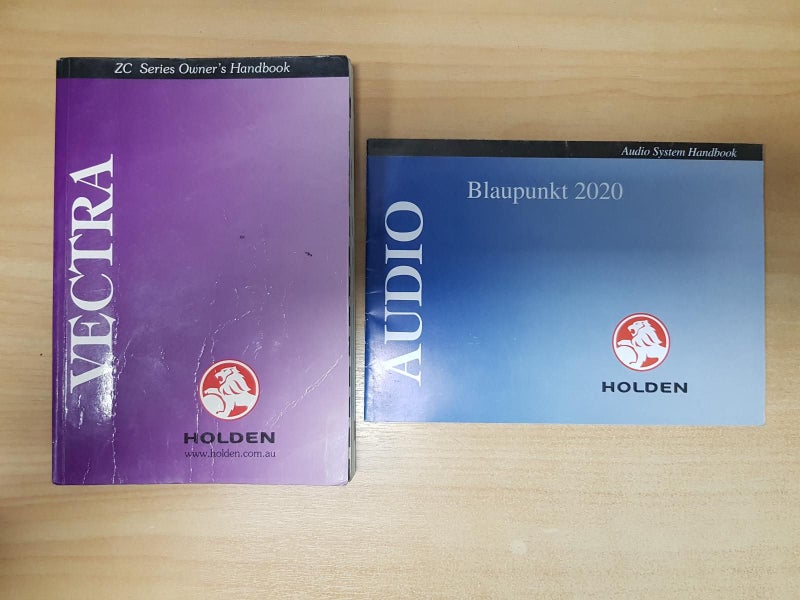 ZC Series Owner's Handbook
VECTRA
HOLDEN
www.holden.com.au
Audio System Handbook
Blaupunkt 2020
AUDIO
HOLDEN